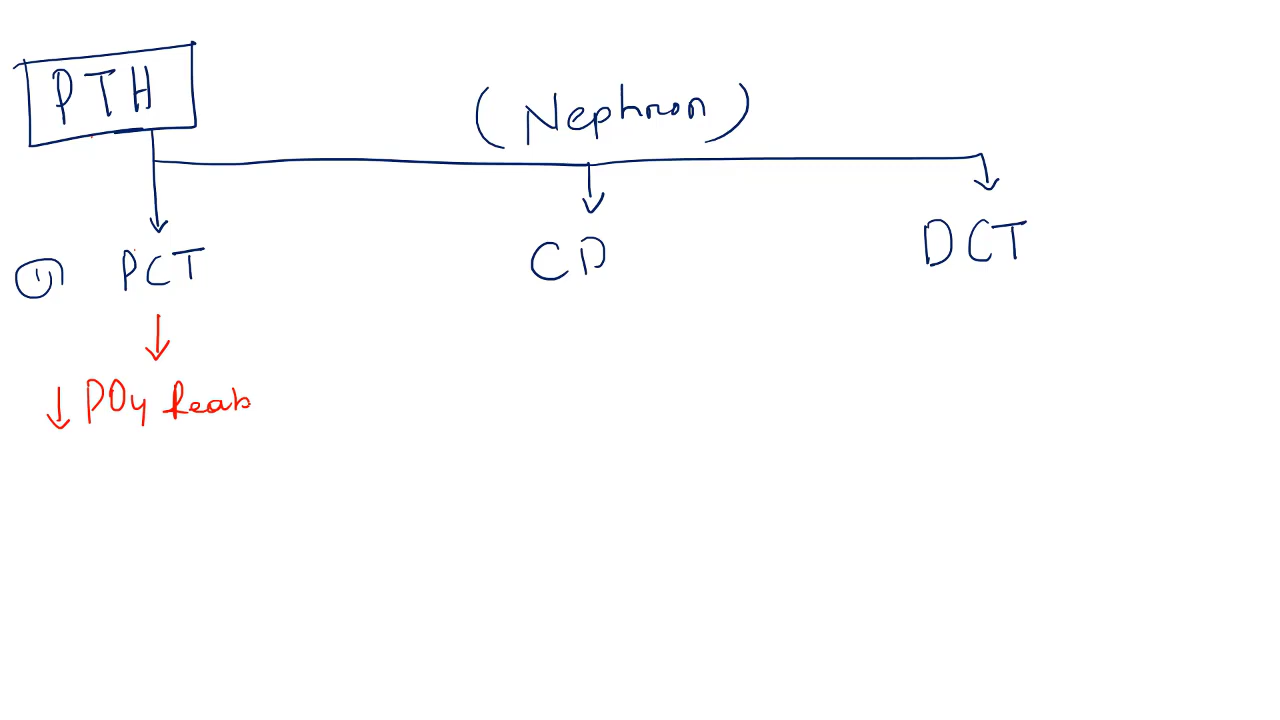 PTH
(Nephron)
① PCT
CD
DCT
↓ PO4 Reab